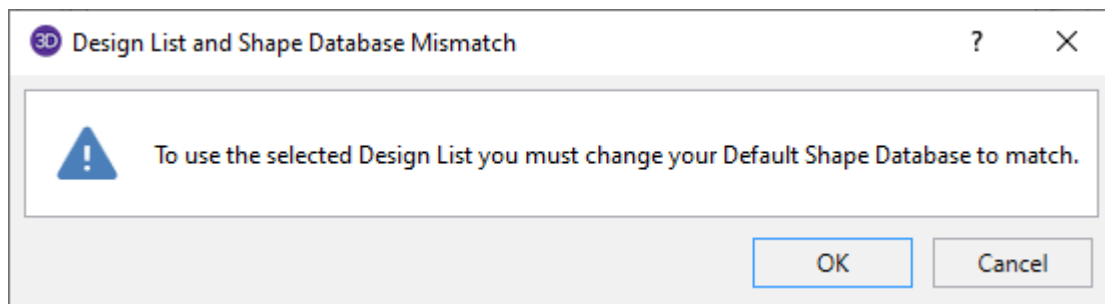 3D Design List and Shape Database Mismatch ?
To use the selected Design List you must change your Default Shape Database to match.
OK Cancel